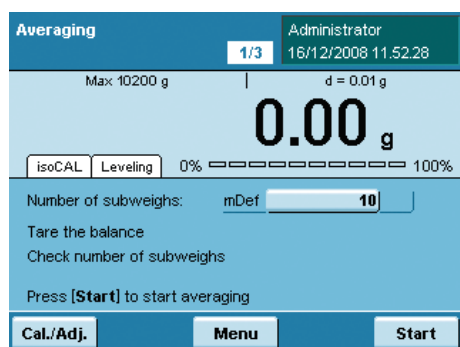 Averaging
1/3
Administrator
16/12/2008 11.52.28
Max 10200 g
d = 0.01 g
0.00 g
isoCAL Leveling 0% 100%
Number of subweighs: mDef 10
Tare the balance
Check number of subweighs
Press [Start] to start averaging
Cal./Adj. Menu Start